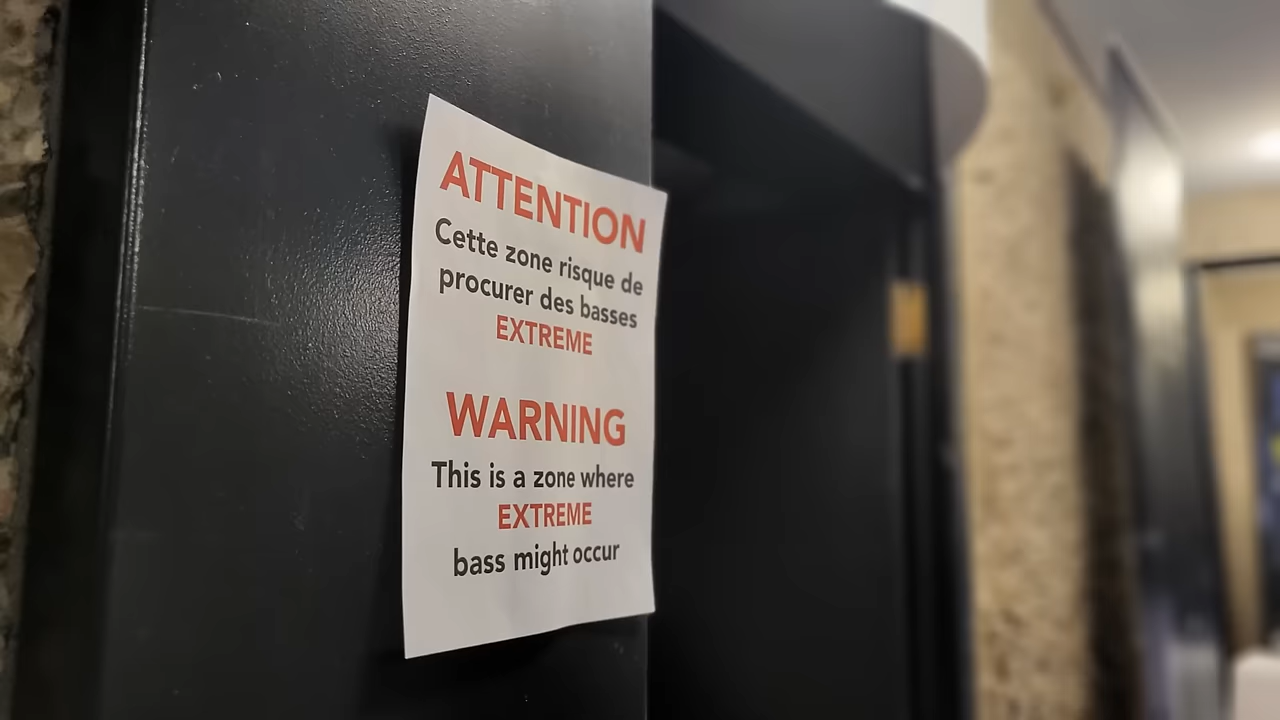 ATTENTION
Cette zone risque de
procurer des basses
EXTREME
WARNING
This is a zone where
EXTREME
bass might occur